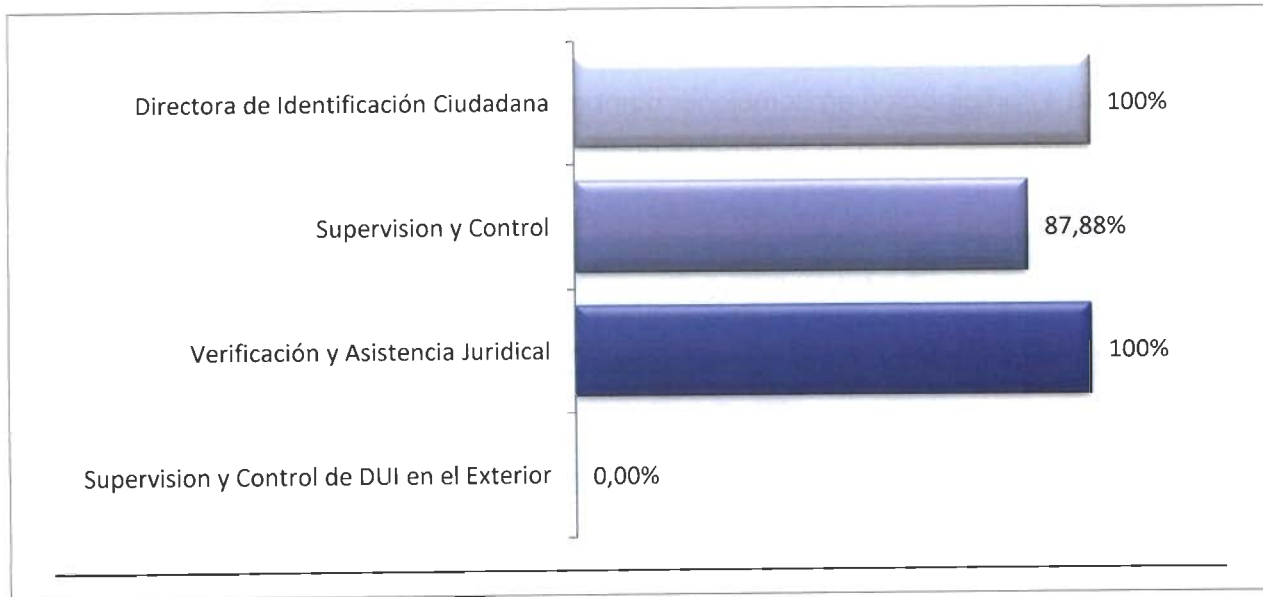 Directora de Identificación Ciudadana 100%
Supervision y Control 87,88%
Verificación y Asistencia Juridical 100%
Supervision y Control de DUI en el Exterior 0,00%